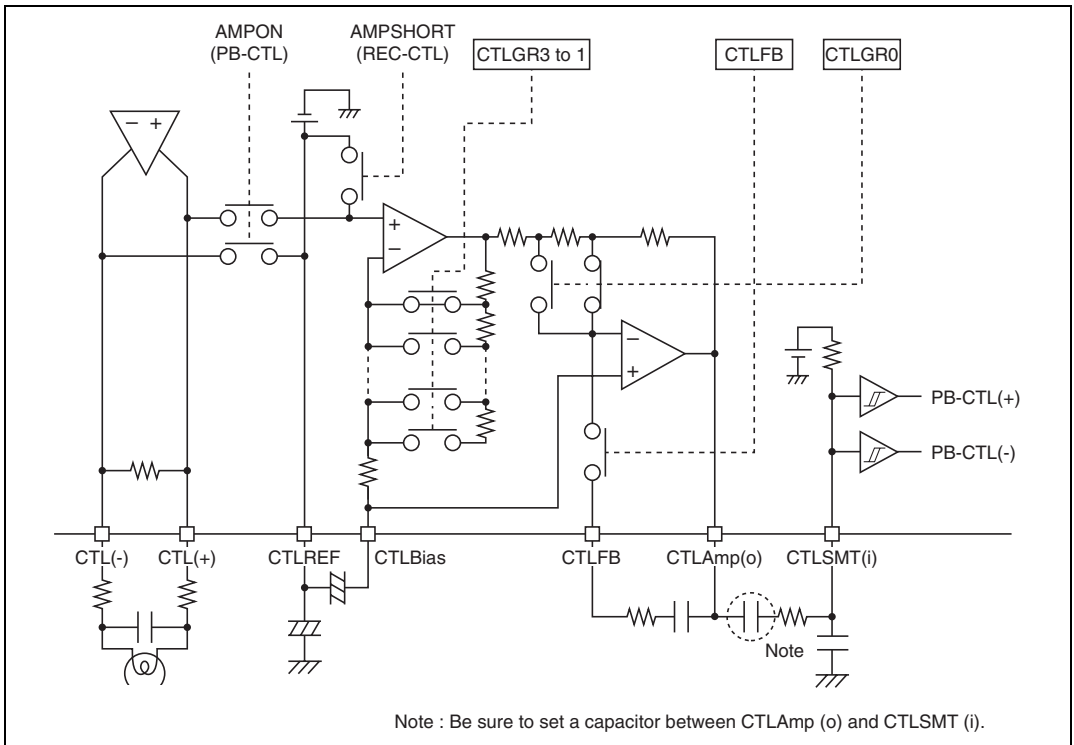 AMPON
(PB-CTL)
AMPSHORT
(REC-CTL)
CTLGR3 to 1
CTLFB
CTLGR0
− +
+
−
−
+
PB-CTL(+)
PB-CTL(-)
CTL(-)
CTL(+)
CTLREF
CTLBias
CTLFB
CTLAmp(o)
CTLSMT(i)
Note
Note : Be sure to set a capacitor between CTLAmp (o) and CTLSMT (i).